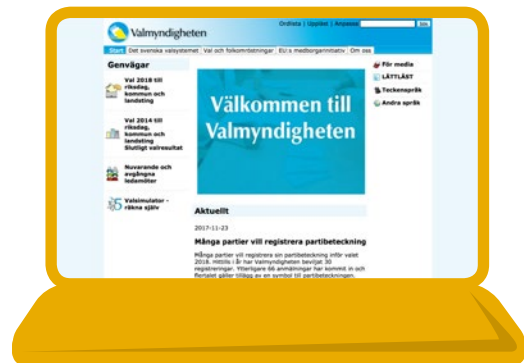 Valmyndigheten
Ordlista | Upplöst | Anpassa
Sök
Start
Det svenska valsystemet
Val och folkomröstningar
EU:s medborgarinitiativ
Om oss
Genvägar
Val 2018 till
riksdag,
kommun och
landsting
Val 2014 till
riksdag,
kommun och
landsting
Slutligt valresultat
Nuvarande och
avgångna
ledamöter
Valsimulator -
räkna själv
Välkommen till
Valmyndigheten
Aktuellt
2017-11-23
Många partier vill registrera partibeteckning
Många partier vill registrera sin partibeteckning inför valet
2018. Hittills i år har Valmyndigheten beviljat 30
registreringar. Ytterligare 66 anmälningar har kommit in och
flertalet gäller tillägg av en symbol till partibeteckningen.
För media
LÄTTLÄST
Teckenspråk
Andra språk